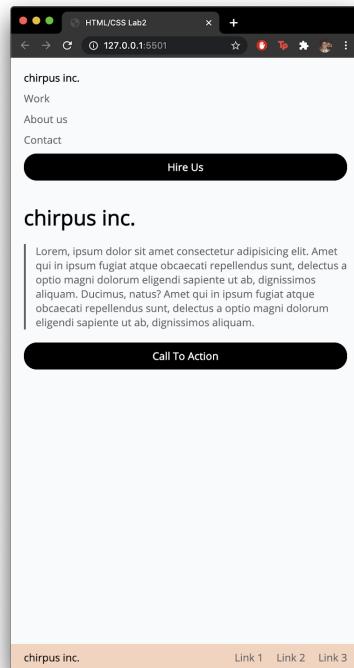 HTML/CSS Lab2
127.0.0.1:5501
Tp
chirpus inc.
Work
About us
Contact
Hire Us
chirpus inc.
Lorem, ipsum dolor sit amet consectetur adipisicing elit. Amet
qui in ipsum fugiat atque obcaecati repellendus sunt, delectus a
optio magni dolorum eligendi sapiente ut ab, dignissimos
aliquam. Ducimus, natus? Amet qui in ipsum fugiat atque
obcaecati repellendus sunt, delectus a optio magni dolorum
eligendi sapiente ut ab, dignissimos aliquam.
Call To Action
chirpus inc. Link 1 Link 2 Link 3